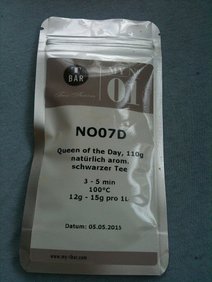 BAR
01
NO07D
Queen of the Day, 110g
natürlich arom.
schwarzer Tee
3 - 5 min
100°C
12g - 15g pro 1L
Datum: 05.05.2015